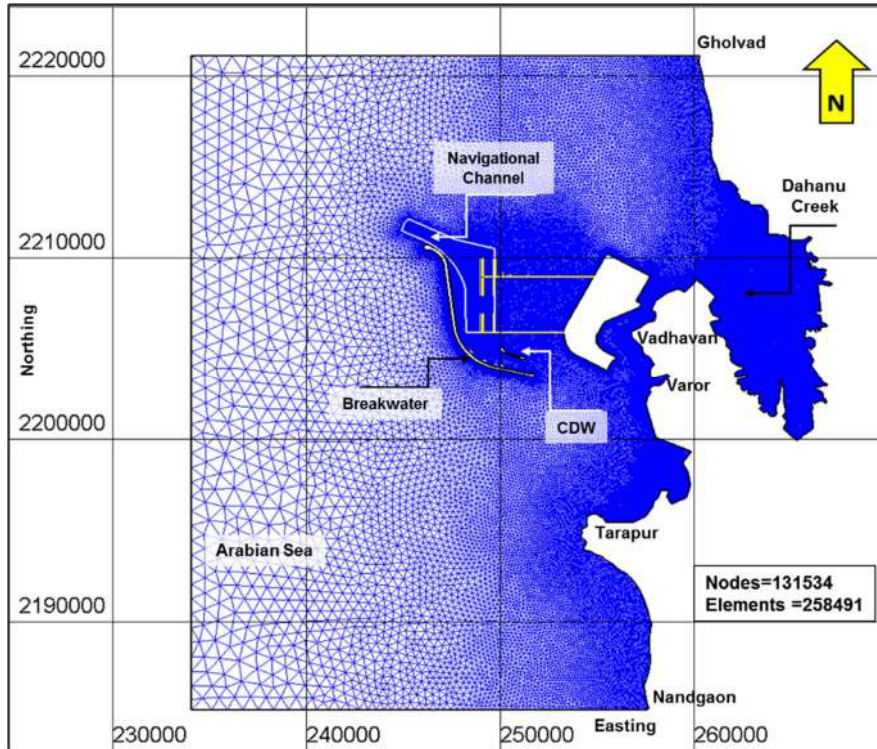 Gholvad
2220000
N
Navigational
Channel
Dahanu
Creek
2210000
Northing
Vadhavan
Varor
Breakwater
CDW
2200000
Tarapur
Arabian Sea
Nodes=131534
Elements =258491
2190000
Nandgaon
Easting
230000
240000
250000
260000